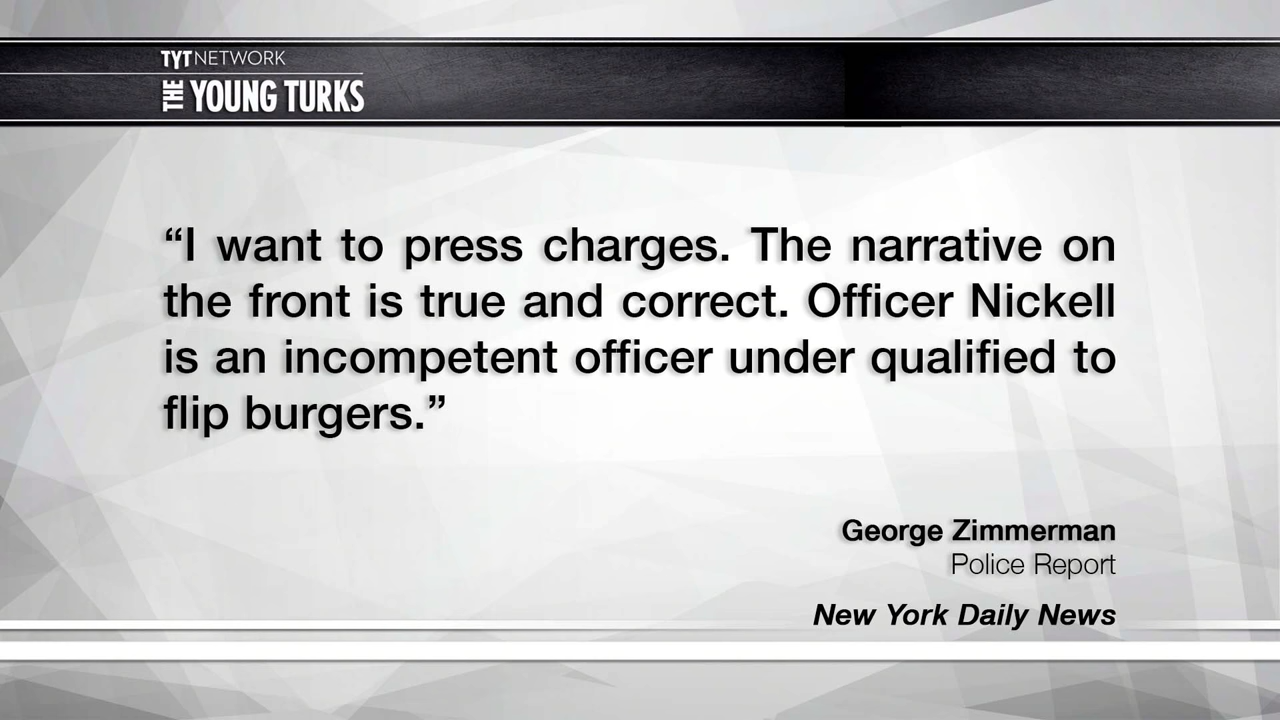 TYT NETWORK
THE YOUNG TURKS
“I want to press charges. The narrative on
the front is true and correct. Officer Nickell
is an incompetent officer under qualified to
flip burgers.”
George Zimmerman
Police Report
New York Daily News